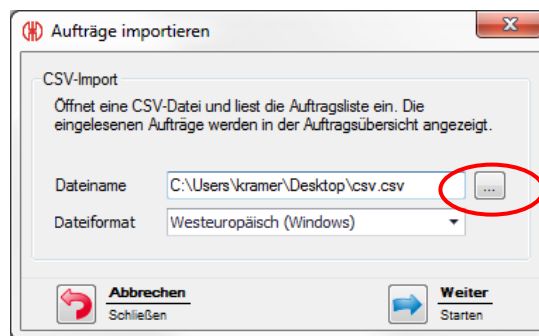 Aufträge importieren
CSV-Import
Öffnet eine CSV-Datei und liest die Auftragsliste ein. Die
eingelesenen Aufträge werden in der Auftragsübersicht angezeigt.
Dateiname C:\Users\kramer\Desktop\csv.csv ...
Dateiformat Westeuropäisch (Windows)
Abbrechen Weiter
Schließen Starten